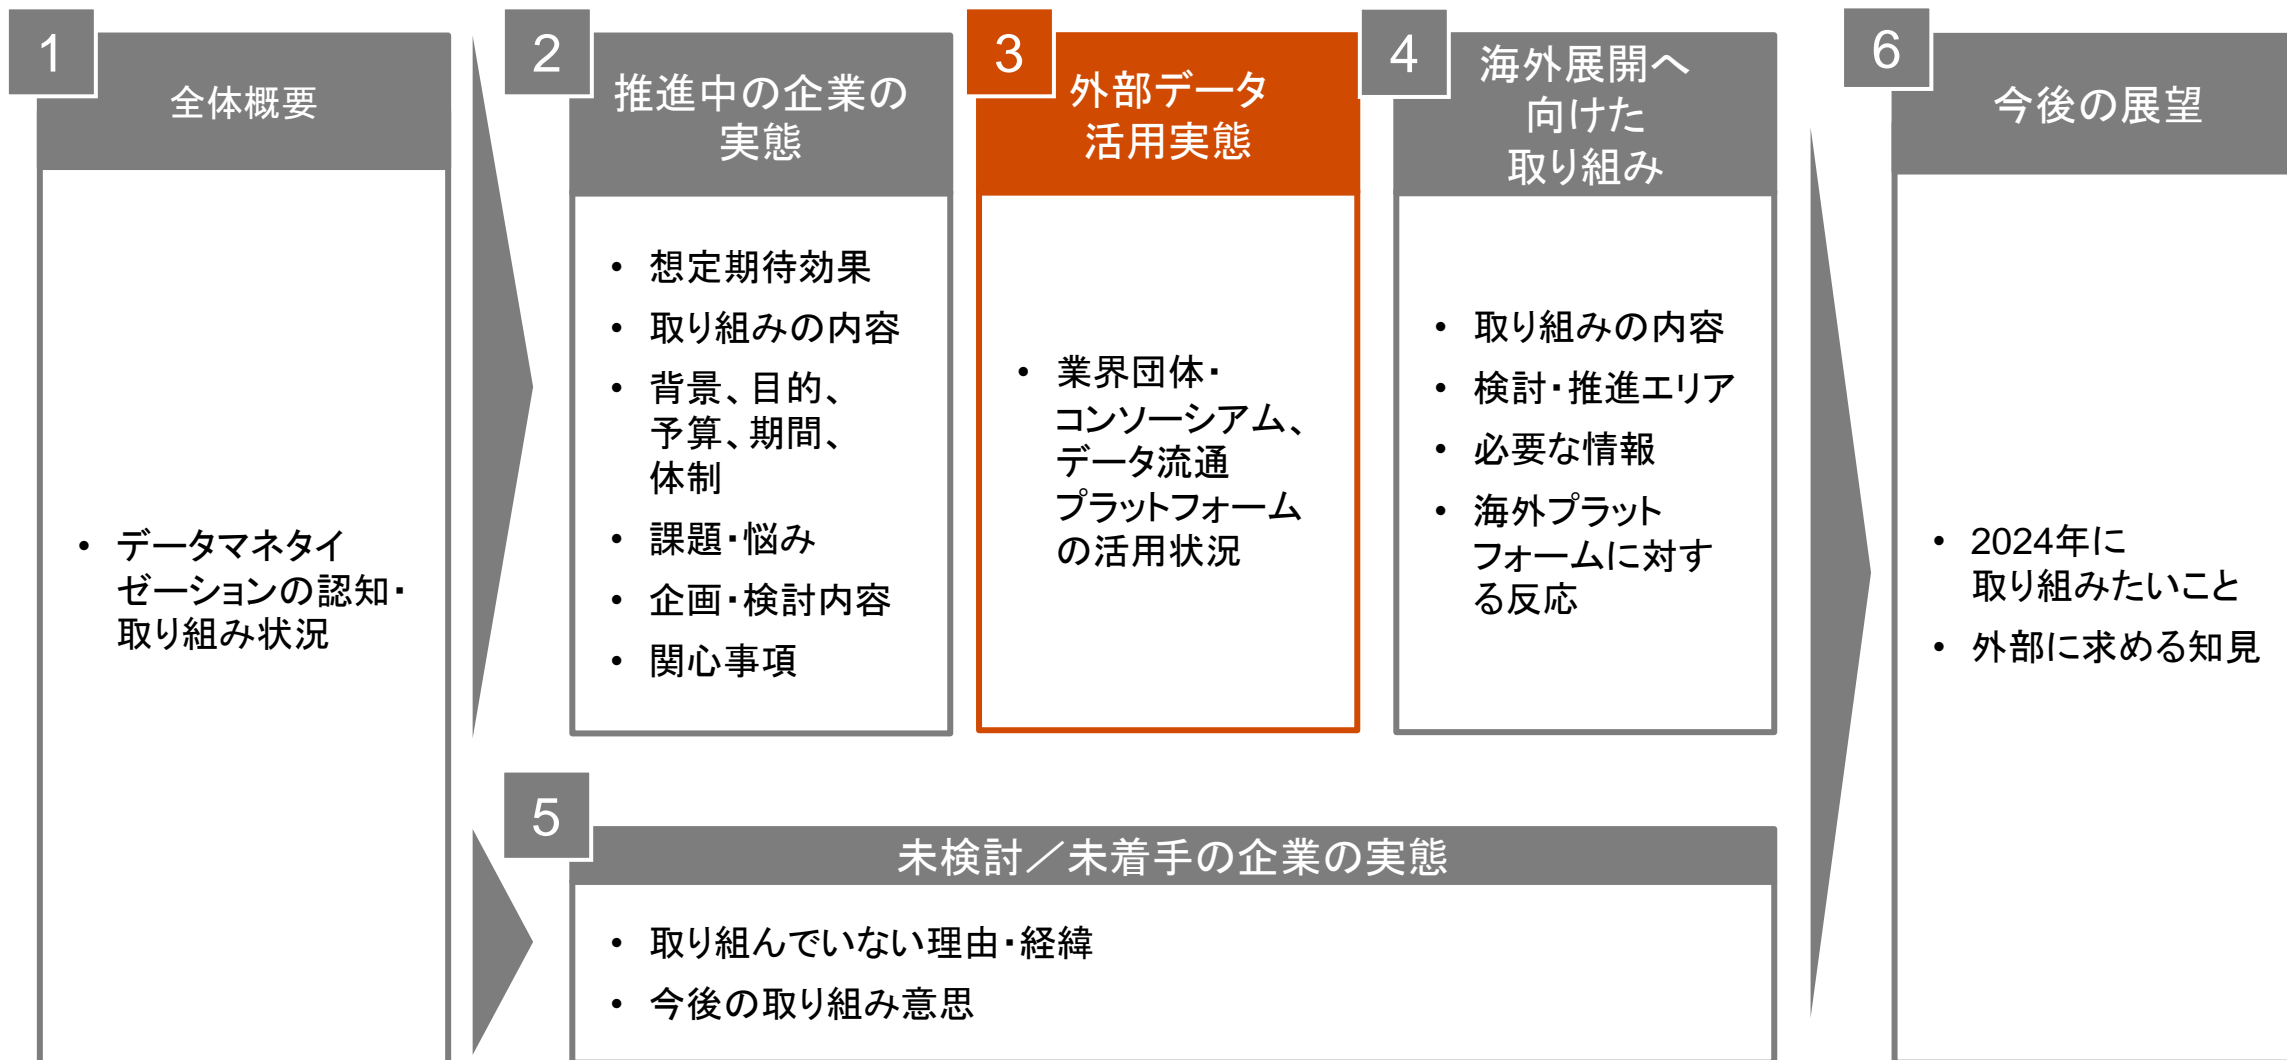 1
全体概要
• データマネタイ
ゼーションの認知・
取り組み状況
2
推進中の企業の
実態
• 想定期待効果
• 取り組みの内容
• 背景、目的、
予算、期間、
体制
• 課題・悩み
• 企画・検討内容
• 関心事項
3
外部データ
活用実態
• 業界団体・
コンソーシアム、
データ流通
プラットフォーム
の活用状況
4
海外展開へ
向けた
取り組み
• 取り組みの内容
• 検討・推進エリア
• 必要な情報
• 海外プラット
フォームに対す
る反応
5
未検討／未着手の企業の実態
• 取り組んでいない理由・経緯
• 今後の取り組み意思
6
今後の展望
• 2024年に
取り組みたいこと
• 外部に求める知見